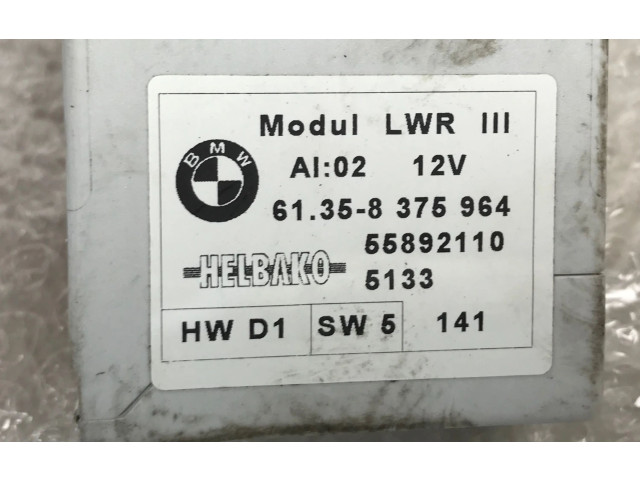 Modul LWR III
BMW
AI:02 12V
61.35-8 375 964
55892110
HELBAKO
5133
HW D1 SW 5 141